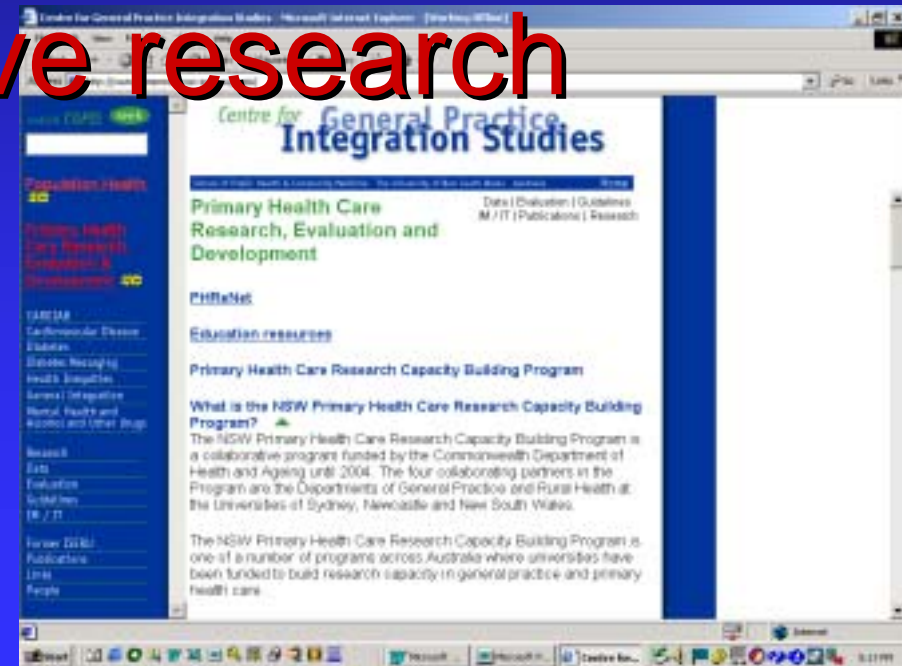 ve research
Centre for General Practice Integration Studies - Microsoft Internet Explorer - [Working Offline]
Links
Centre for General Practice
Integration Studies
Home
Population Health
Primary Health
Care Research,
Evaluation &
Development
Primary Health Care
Research, Evaluation and
Development
Data | Evaluation | Guidelines
IM / IT | Publications | Research
PHReNet
Education resources
Primary Health Care Research Capacity Building Program
What is the NSW Primary Health Care Research Capacity Building
Program?
The NSW Primary Health Care Research Capacity Building Program is
a collaborative program funded by the Commonwealth Department of
Health and Ageing until 2004. The four collaborating partners in the
Program are the Departments of General Practice and Rural Health at
the Universities of Sydney, Newcastle and New South Wales.
The NSW Primary Health Care Research Capacity Building Program is
one of a number of programs across Australia where universities have
been funded to build research capacity in general practice and primary
health care
Cardiovascular Disease
Diabetes
Health Inequities
General Integration
Mental Health and
Alcohol and Other Drugs
Research
Data
Evaluation
Guidelines
IM / IT
Publications
Links
People
Internet
Start